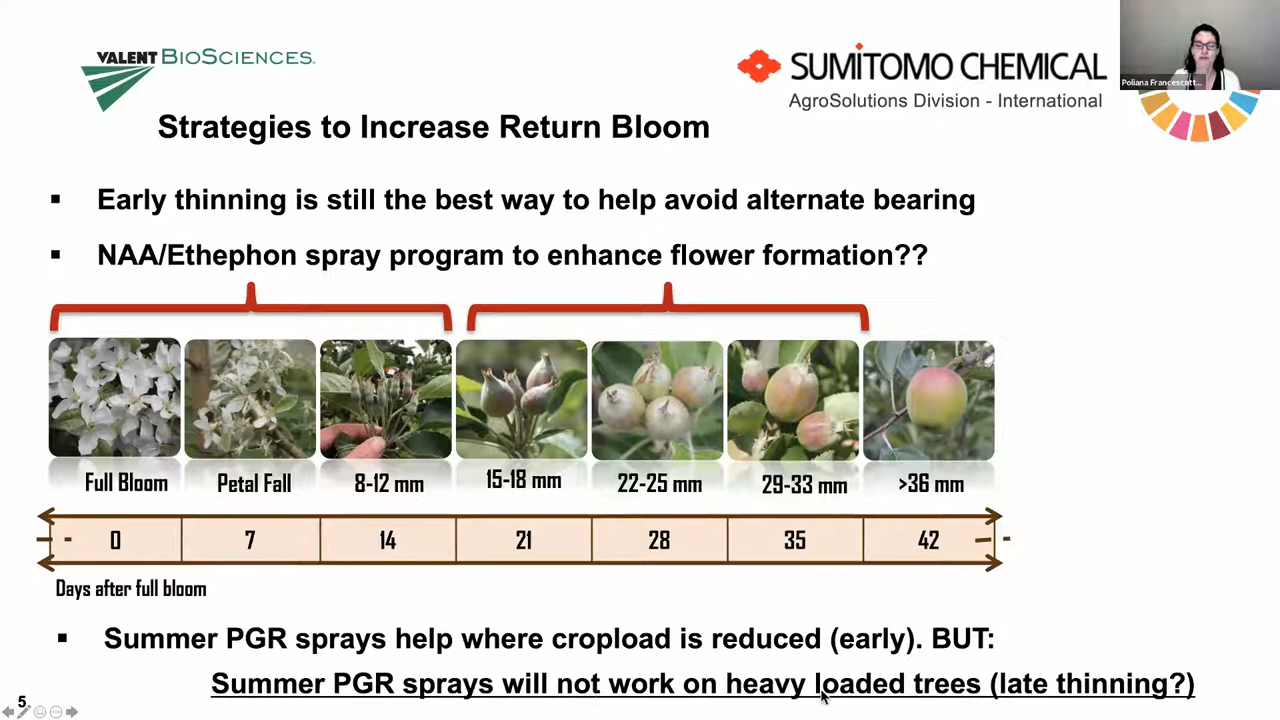 VALENT BIOSCIENCES.
SUMITOMO CHEMICAL
AgroSolutions Division - International
Poliana Francescatt...
Strategies to Increase Return Bloom
▪ Early thinning is still the best way to help avoid alternate bearing
▪ NAA/Ethephon spray program to enhance flower formation??
Full Bloom Petal Fall 8-12 mm 15-18 mm 22-25 mm 29-33 mm >36 mm
0 7 14 21 28 35 42
Days after full bloom
▪ Summer PGR sprays help where cropload is reduced (early). BUT:
Summer PGR sprays will not work on heavy loaded trees (late thinning?)
5